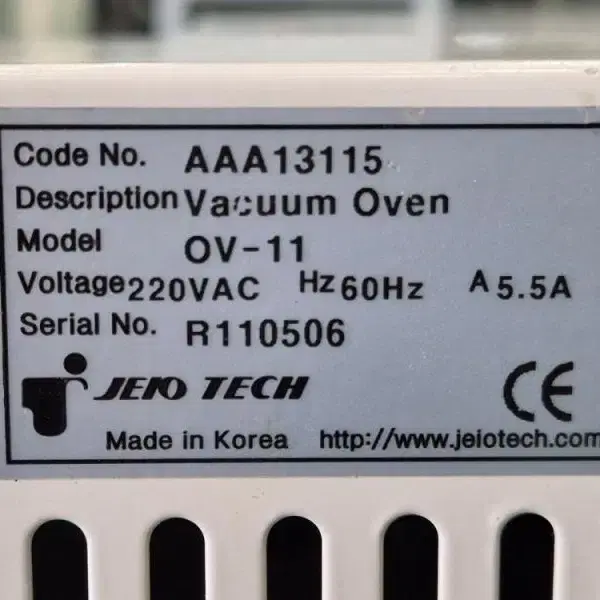 Code No. AAA13115
Description Vacuum Oven
Model OV-11
Voltage 220VAC Hz 60Hz A 5.5A
Serial No. R110506
JEIO TECH CE
Made in Korea http://www.jeiotech.com